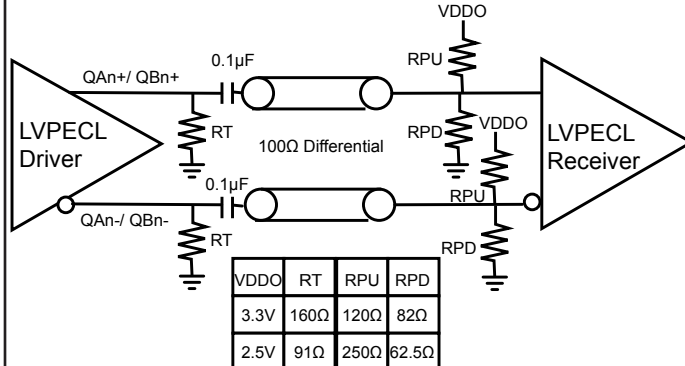 VDDO
QAn+/ QBn+
0.1µF
RPU
LVPECL
Driver
RT
100Ω Differential
RPD
VDDO
LVPECL
Receiver
0.1µF
RPU
QAn-/ QBn-
RT
RPD
VDDO RT RPU RPD
3.3V 160Ω 120Ω 82Ω
2.5V 91Ω 250Ω 62.5Ω